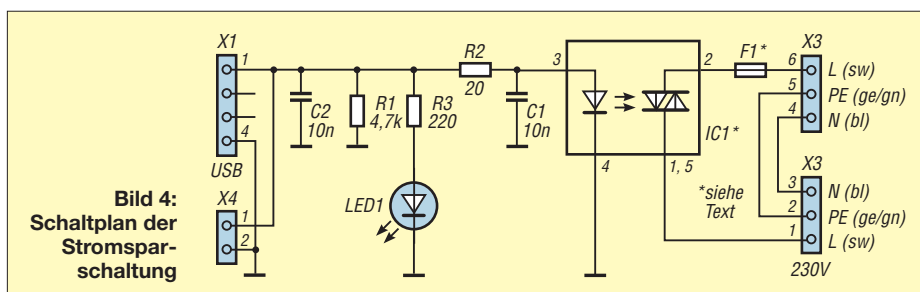 X1
1
4
USB
X4
1
2
Bild 4:
Schaltplan der
Stromspar-
schaltung
C2
10n
R1
4,7k
R3
220
LED1
R2
20
C1
10n
3
2
4
1, 5
IC1*
*siehe
Text
F1*
X3
6
L (sw)
5
PE (ge/gn)
4
N (bl)
X3
3
N (bl)
2
PE (ge/gn)
1
L (sw)
230V